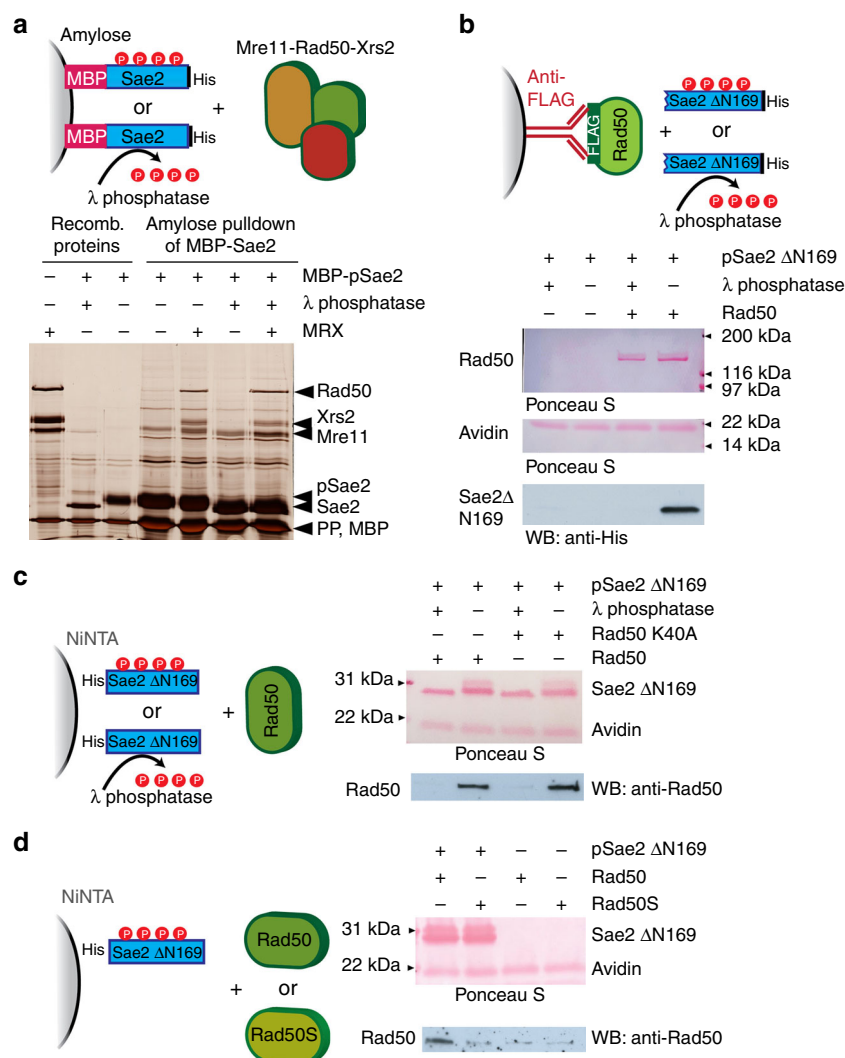 a
Amylose
P P P P
MBP Sae2 His
or
+
MBP Sae2 His
P P P P
λ phosphatase
Mre11-Rad50-Xrs2
Recomb. proteins
Amylose pulldown of MBP-Sae2
– + + + + + + MBP-pSae2
– + – – – + + λ phosphatase
+ – – – + – + MRX
Rad50
Xrs2
Mre11
pSae2
Sae2
PP, MBP
b
Anti-FLAG
FLAG
Rad50
+
P P P P
Sae2 ΔN169 His
or
Sae2 ΔN169 His
P P P P
λ phosphatase
+ + + + pSae2 ΔN169
+ – + – λ phosphatase
– – + + Rad50
Rad50
200 kDa
116 kDa
97 kDa
Ponceau S
Avidin
22 kDa
14 kDa
Ponceau S
Sae2Δ N169
WB: anti-His
c
NiNTA
P P P P
His Sae2 ΔN169
or
His Sae2 ΔN169
P P P P
λ phosphatase
+
Rad50
+ + + + pSae2 ΔN169
+ – + – λ phosphatase
– – + + Rad50 K40A
+ + – – Rad50
31 kDa
22 kDa
Sae2 ΔN169
Avidin
Ponceau S
Rad50
WB: anti-Rad50
d
NiNTA
P P P P
His Sae2 ΔN169
+
Rad50
or
Rad50S
+ + – – pSae2 ΔN169
+ – + – Rad50
– + – + Rad50S
31 kDa
22 kDa
Sae2 ΔN169
Avidin
Ponceau S
Rad50
WB: anti-Rad50